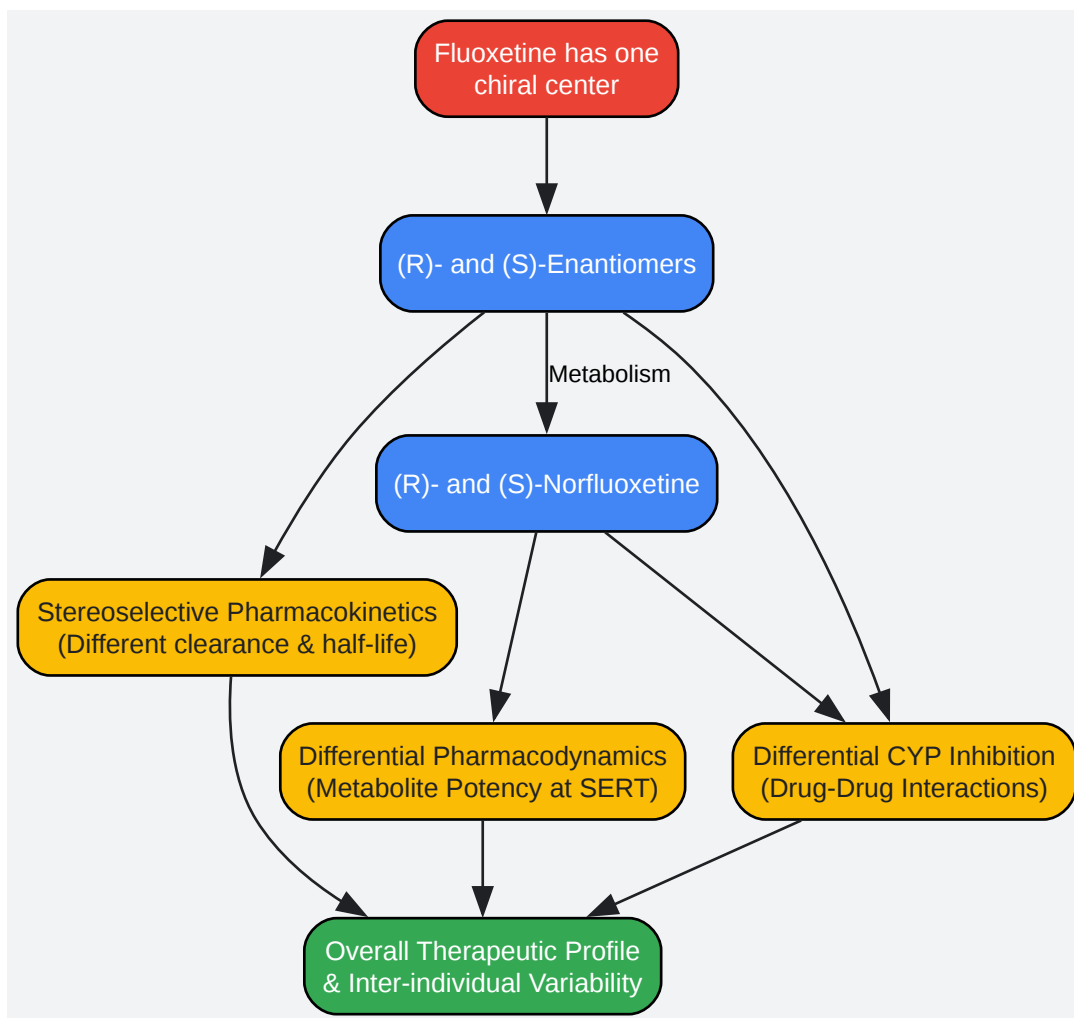 Fluoxetine has one
chiral center
(R)- and (S)-Enantiomers
Metabolism
(R)- and (S)-Norfluoxetine
Stereoselective Pharmacokinetics
(Different clearance & half-life)
Differential Pharmacodynamics
(Metabolite Potency at SERT)
Differential CYP Inhibition
(Drug-Drug Interactions)
Overall Therapeutic Profile
& Inter-individual Variability